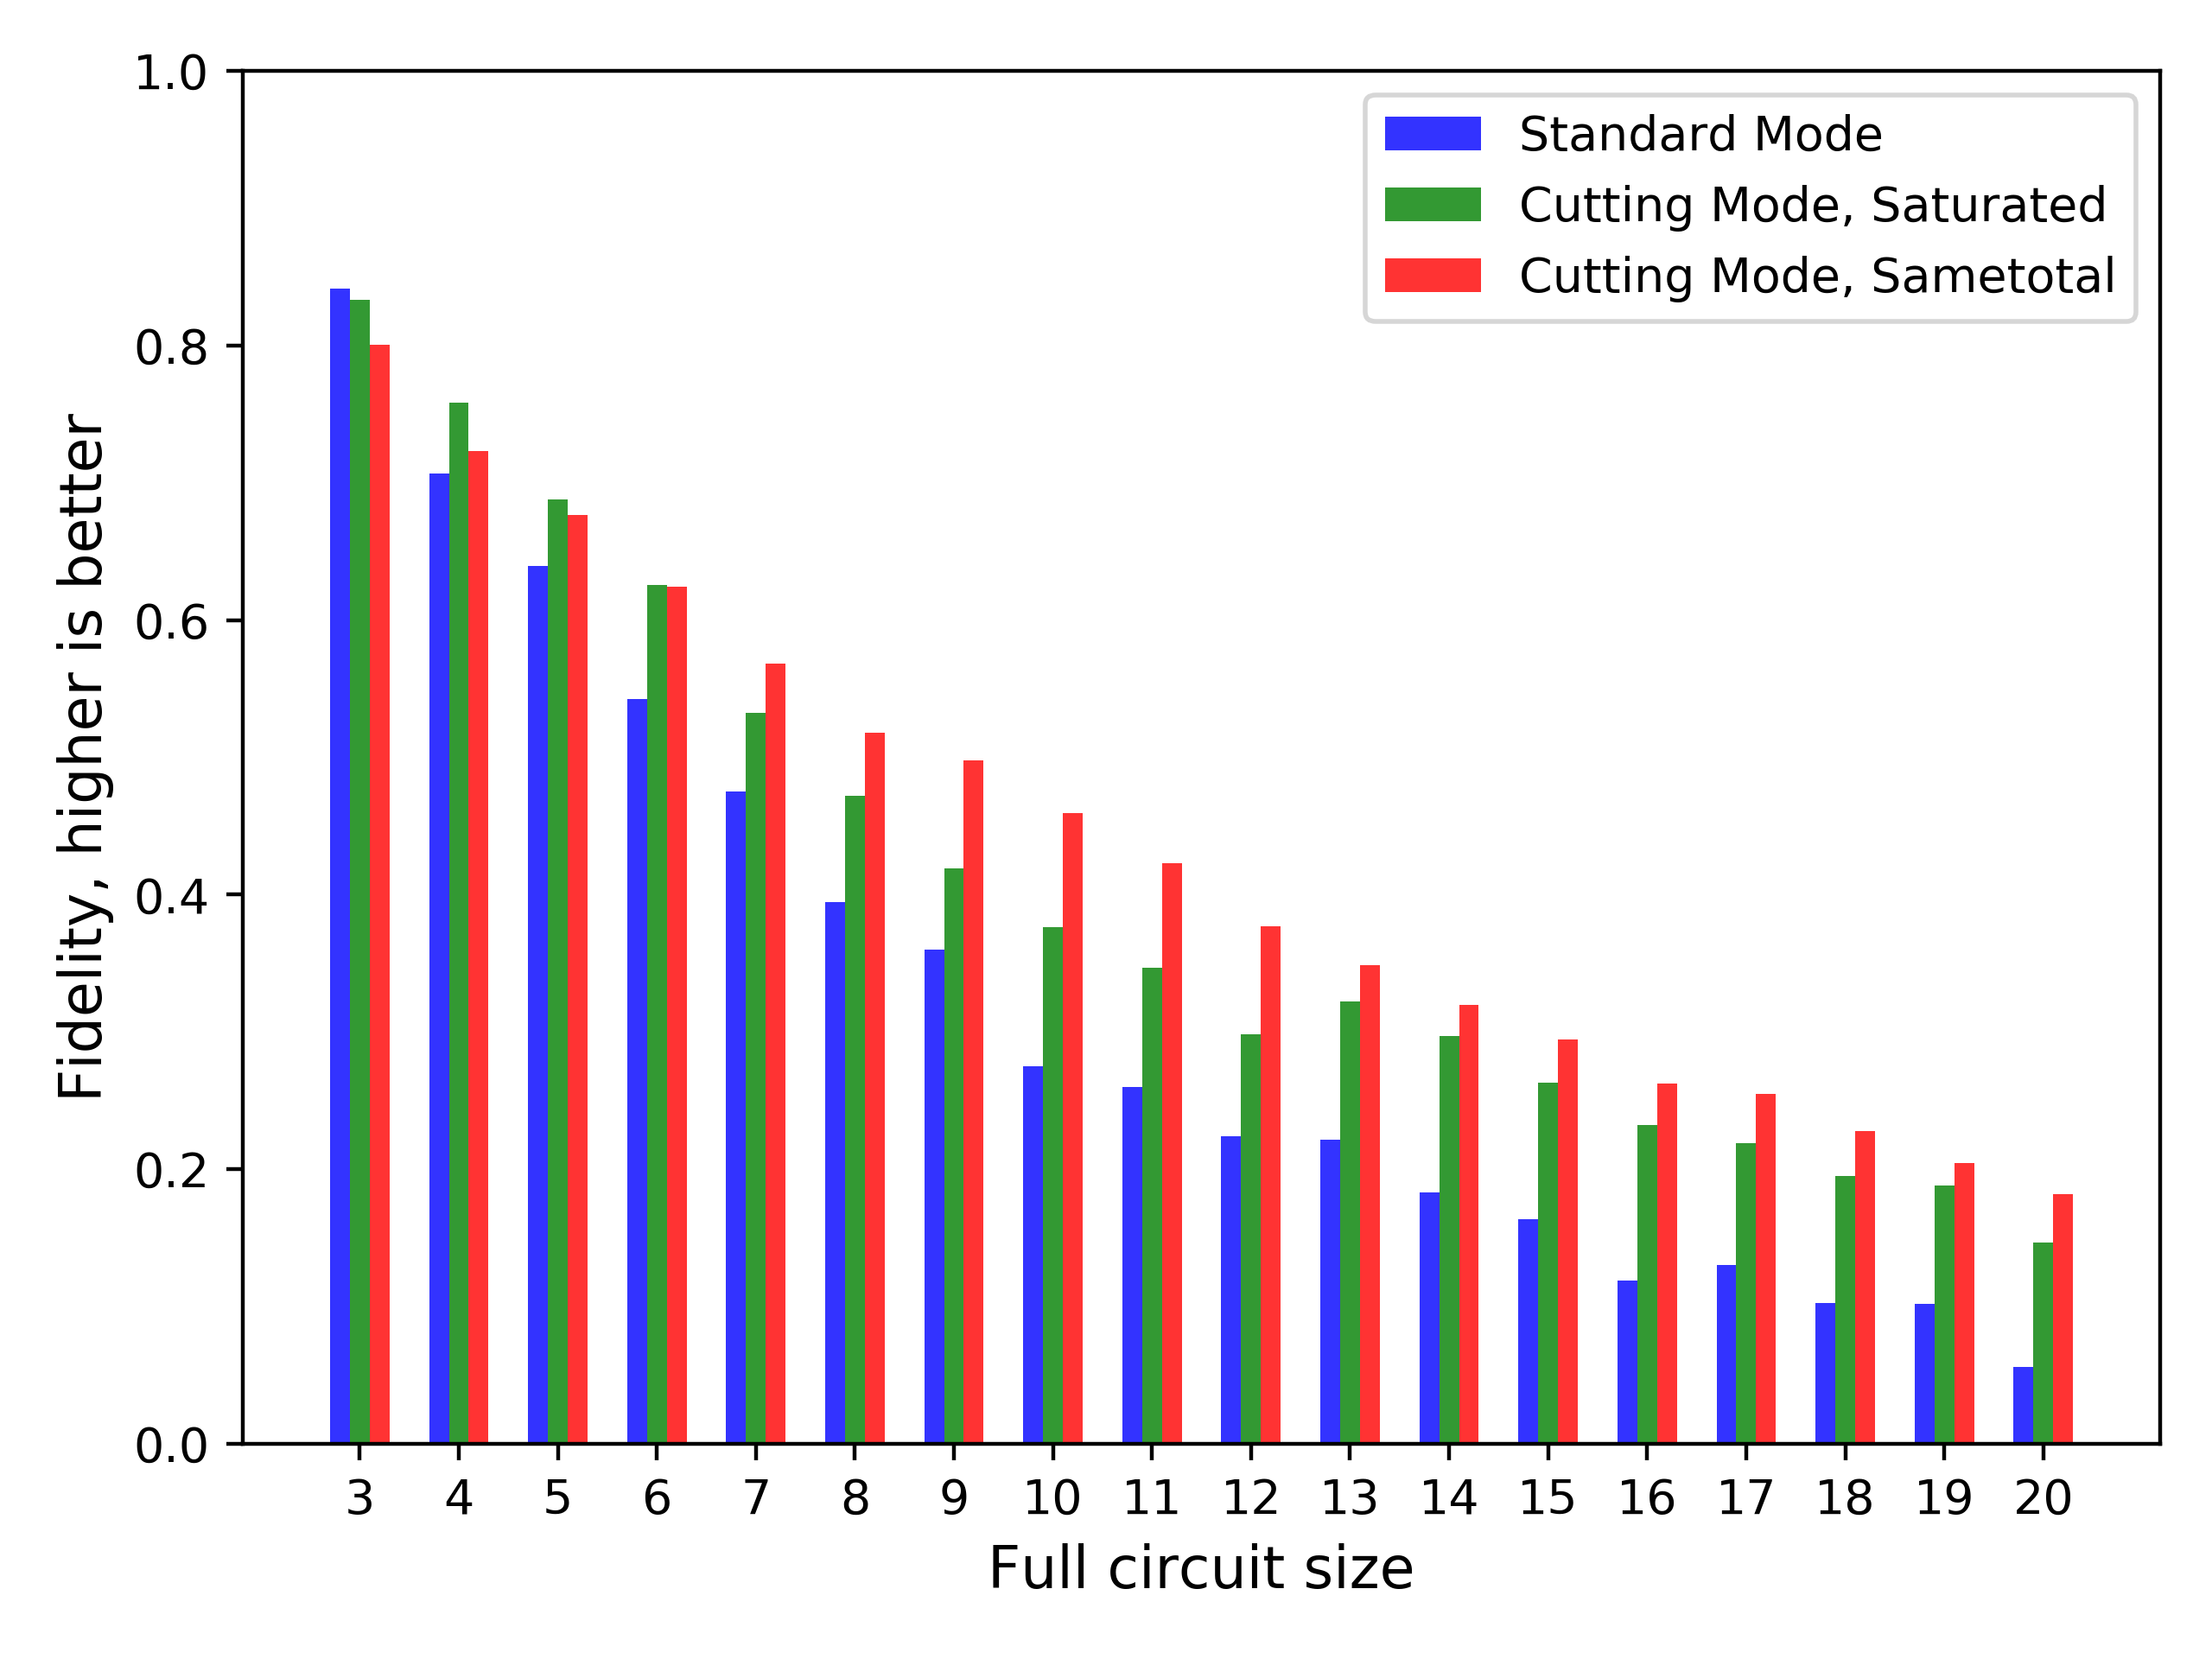 1.0
0.8
0.6
0.4
0.2
0.0
Fidelity, higher is better
Standard Mode
Cutting Mode, Saturated
Cutting Mode, Sametotal
3 4 5 6 7 8 9 10 11 12 13 14 15 16 17 18 19 20
Full circuit size